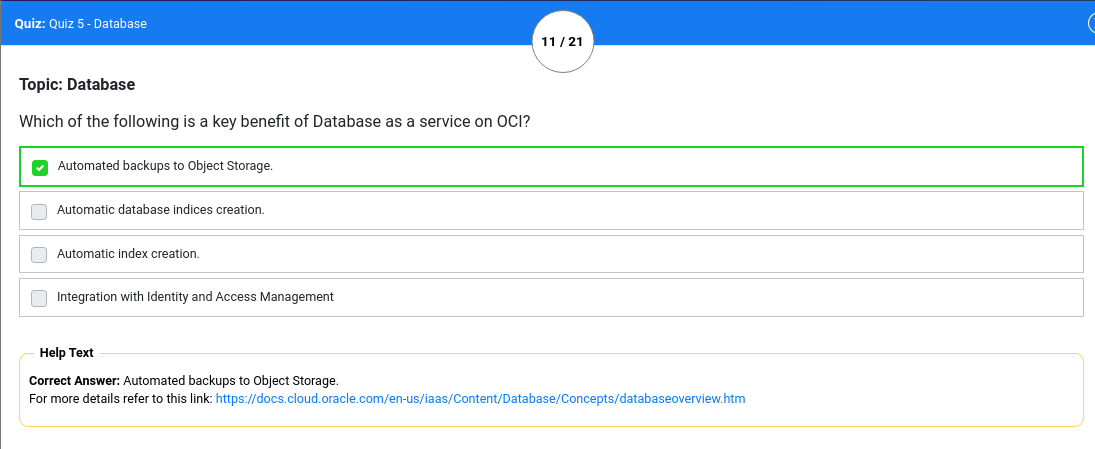 Quiz: Quiz 5 - Database
11 / 21
Topic: Database
Which of the following is a key benefit of Database as a service on OCI?
Automated backups to Object Storage.
Automatic database indices creation.
Automatic index creation.
Integration with Identity and Access Management
Help Text
Correct Answer: Automated backups to Object Storage.
For more details refer to this link: https://docs.cloud.oracle.com/en-us/iaas/Content/Database/Concepts/databaseoverview.htm